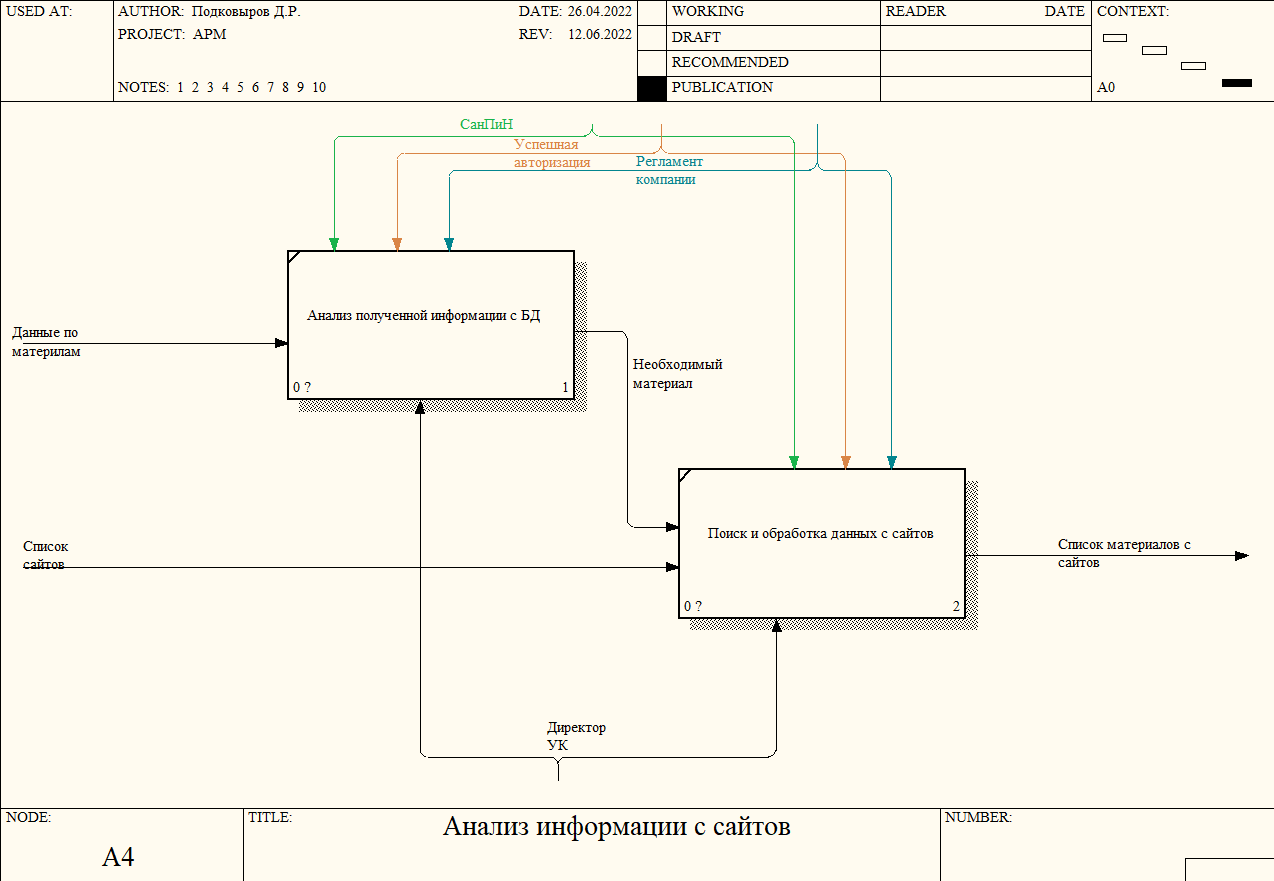 USED AT:
AUTHOR: Подковыров Д.Р.
DATE: 26.04.2022
WORKING
READER
DATE
CONTEXT:
PROJECT: АРМ
REV: 12.06.2022
DRAFT
RECOMMENDED
NOTES: 1 2 3 4 5 6 7 8 9 10
PUBLICATION
A0
СанПиН
Успешная
авторизация
Регламент
компании
Анализ полученной информации с БД
0 ?
1
Данные по
материлам
Необходимый
материал
Поиск и обработка данных с сайтов
0 ?
2
Список
сайтов
Список материалов с
сайтов
Директор
УК
NODE:
A4
TITLE:
Анализ информации с сайтов
NUMBER: